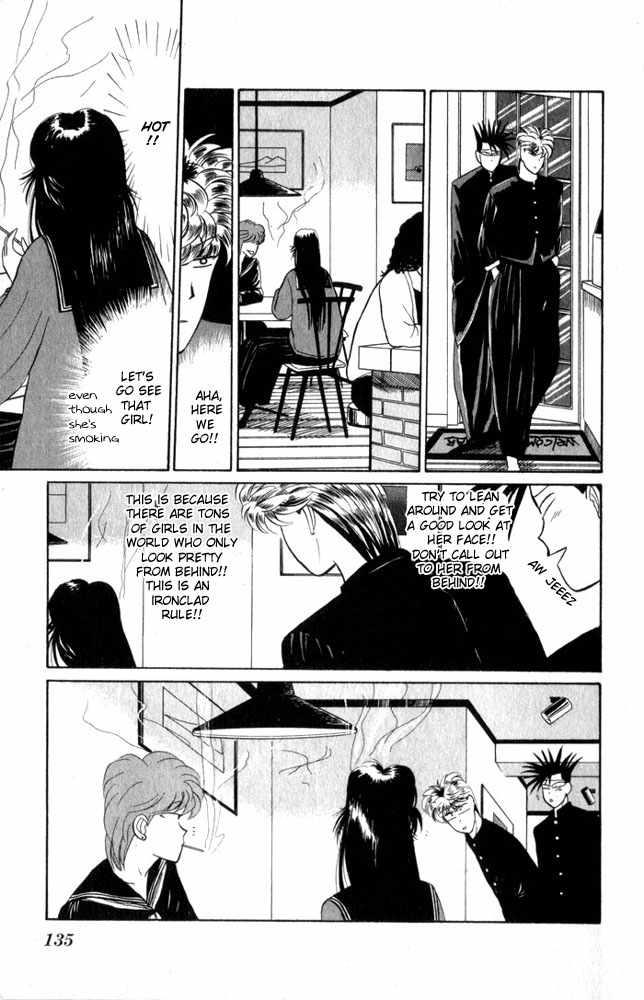 AHA,
HERE
WE
GO!!
HOT
!!
LET'S
GO SEE
THAT
GIRL!
even
though
she's
smoking
TRY TO LEAN
AROUND AND GET
A GOOD LOOK AT
HER FACE!!
DON'T CALL OUT
TO HER FROM
BEHIND!!
AW JEEEZ
THIS IS BECAUSE
THERE ARE TONS
OF GIRLS IN THE
WORLD WHO ONLY
LOOK PRETTY
FROM BEHIND!!
THIS IS AN
IRONCLAD
RULE!!
135